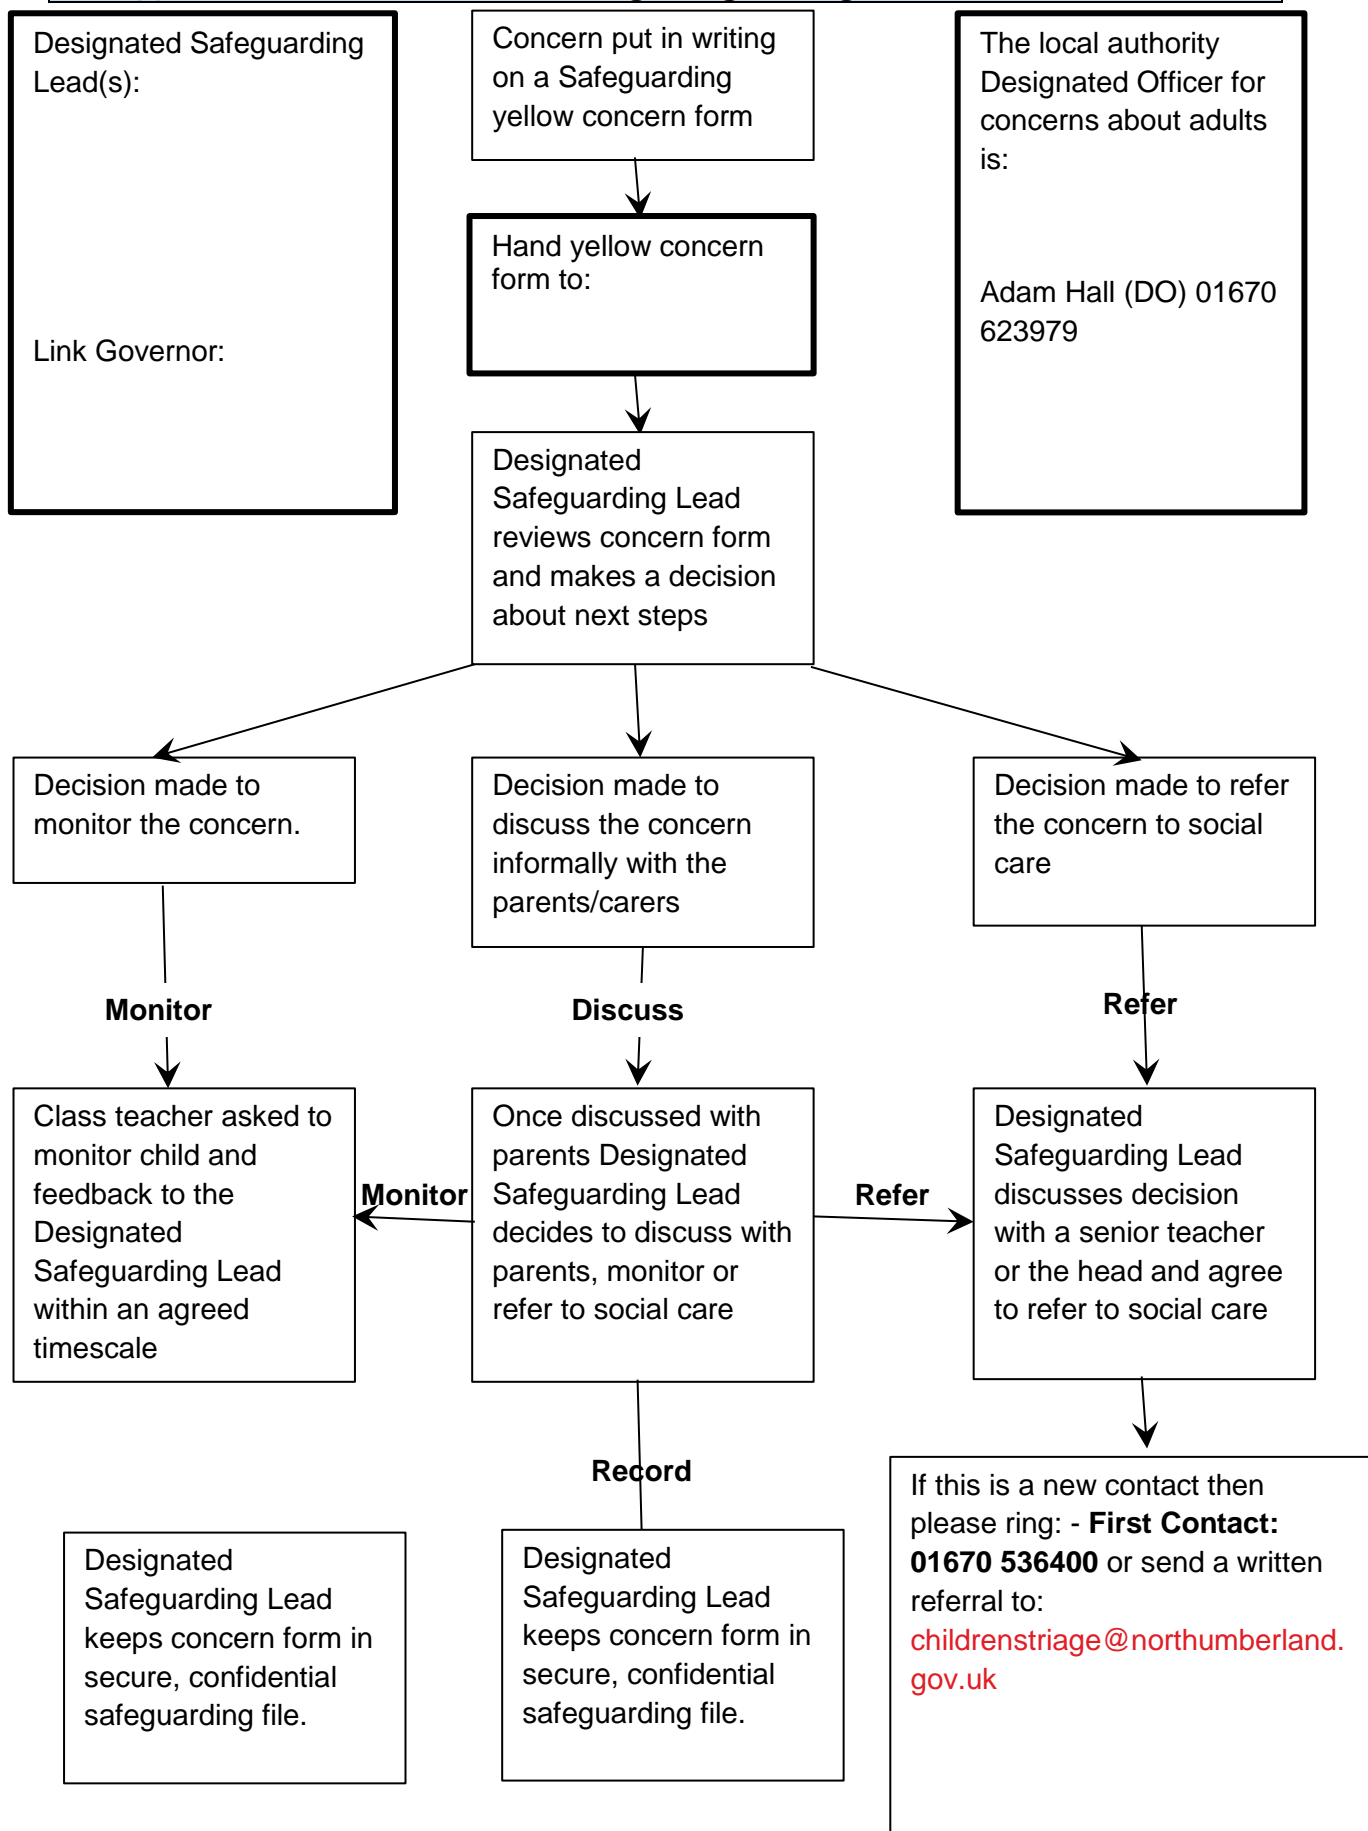 Designated Safeguarding
Lead(s):
Link Governor:
Concern put in writing
on a Safeguarding
yellow concern form
The local authority
Designated Officer for
concerns about adults
is:
Adam Hall (DO) 01670
623979
Hand yellow concern
form to:
Designated
Safeguarding Lead
reviews concern form
and makes a decision
about next steps
Decision made to
monitor the concern.
Decision made to
discuss the concern
informally with the
parents/carers
Decision made to refer
the concern to social
care
Monitor
Discuss
Refer
Class teacher asked to
monitor child and
feedback to the
Designated
Safeguarding Lead
within an agreed
timescale
Monitor
Once discussed with
parents Designated
Safeguarding Lead
decides to discuss with
parents, monitor or
refer to social care
Refer
Designated
Safeguarding Lead
discusses decision
with a senior teacher
or the head and agree
to refer to social care
Record
Designated
Safeguarding Lead
keeps concern form in
secure, confidential
safeguarding file.
Designated
Safeguarding Lead
keeps concern form in
secure, confidential
safeguarding file.
If this is a new contact then
please ring: - First Contact:
01670 536400 or send a written
referral to:
childrenstriage@northumberland.
gov.uk